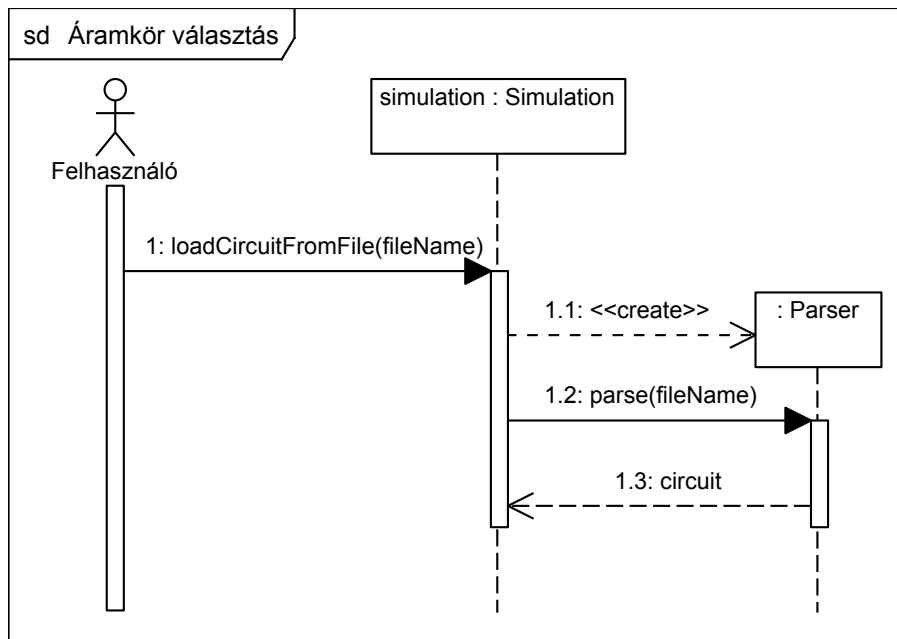 sd Áramkör választás
simulation : Simulation
Felhasználó
1: loadCircuitFromFile(fileName)
1.1: <<create>>
: Parser
1.2: parse(fileName)
1.3: circuit